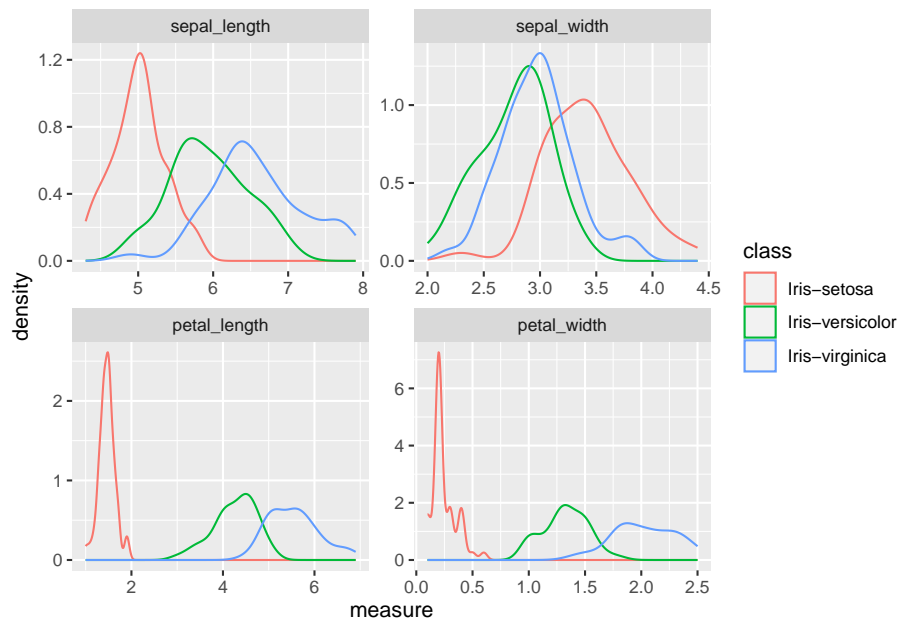 sepal_length
sepal_width
1.2
0.8
0.4
0.0
5 6 7 8
1.0
0.5
0.0
2.0 2.5 3.0 3.5 4.0 4.5
petal_length
petal_width
2
1
0
2 4 6
6
4
2
0
0.0 0.5 1.0 1.5 2.0 2.5
density
measure
class
Iris−setosa
Iris−versicolor
Iris−virginica